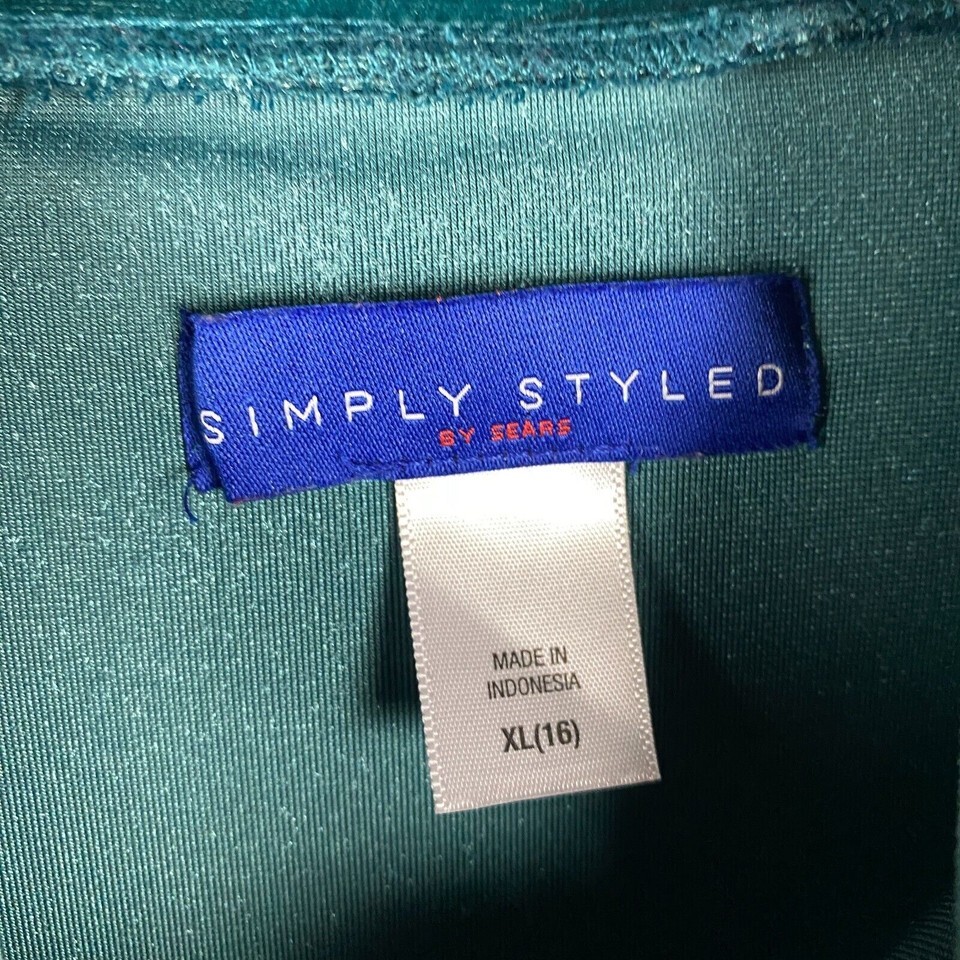 SIMPLY STYLED
BY SEARS
MADE IN
INDONESIA
XL(16)